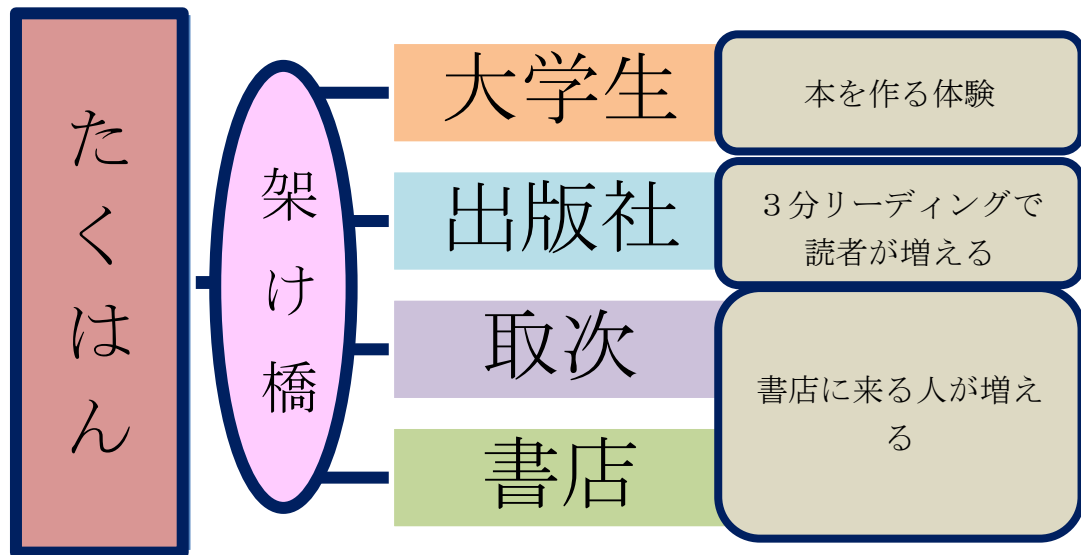 たくはん
架け橋
大学生
本を作る体験
出版社
３分リーディングで
読者が増える
取次
書店に来る人が増え
る
書店